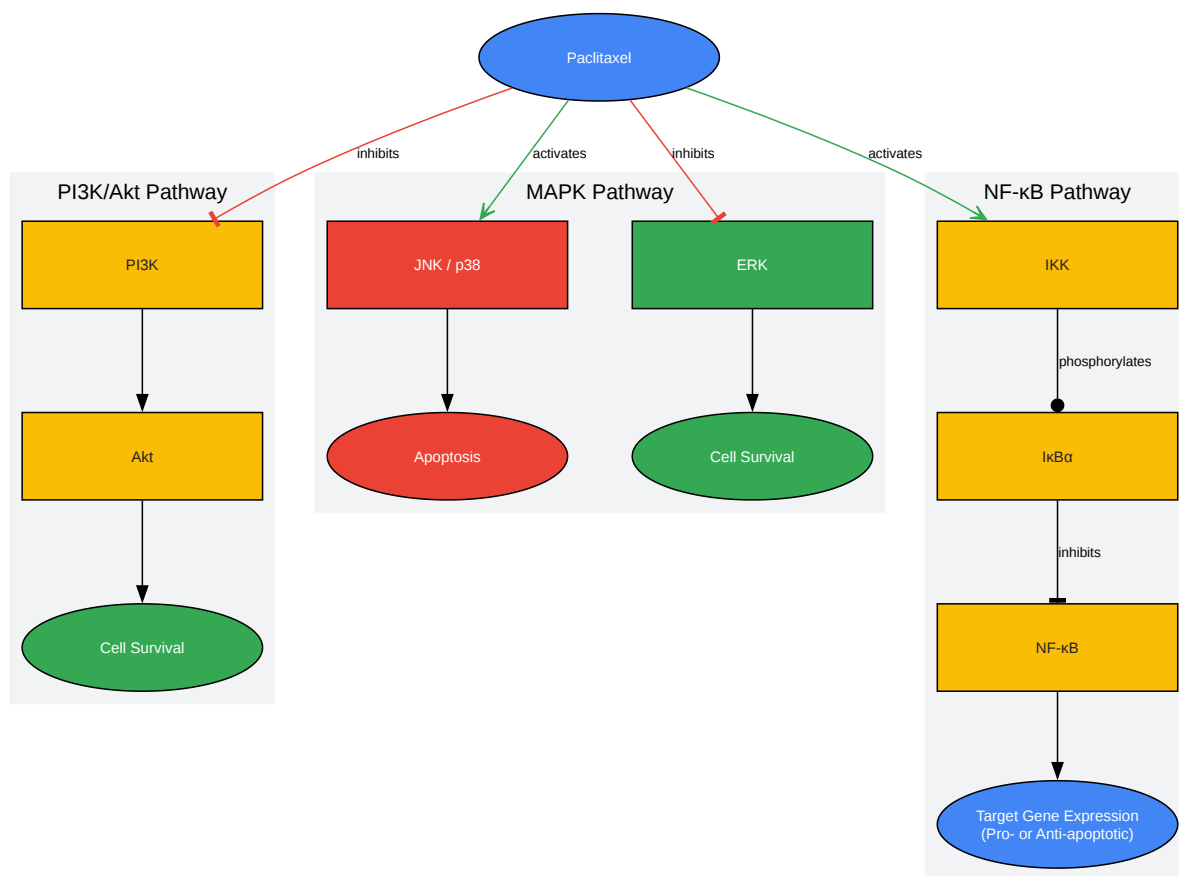 Paclitaxel
inhibits
activates
inhibits
activates
PI3K/Akt Pathway
MAPK Pathway
NF-κB Pathway
PI3K
JNK / p38
ERK
IKK
phosphorylates
Akt
Apoptosis
Cell Survival
IκBα
inhibits
Cell Survival
NF-κB
Target Gene Expression
(Pro- or Anti-apoptotic)